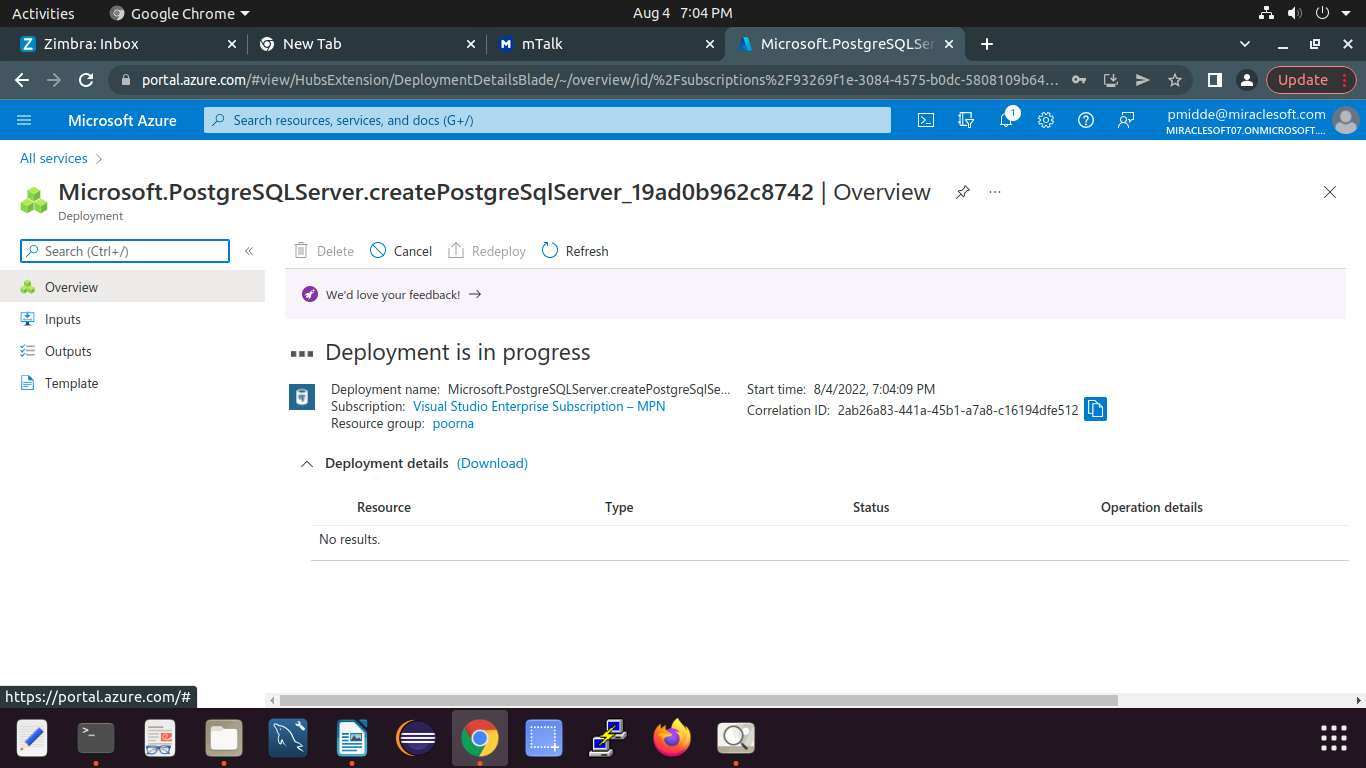 Activities Google Chrome Aug 4 7:04 PM
Zimbra: Inbox New Tab mTalk Microsoft.PostgreSQLSer
portal.azure.com/#view/HubsExtension/DeploymentDetailsBlade/~/overview/id/%2Fsubscriptions%2F93269f1e-3084-4575-b0dc-5808109b64... Update
Microsoft Azure Search resources, services, and docs (G+/) 1 pmidde@miraclesoft.com
MIRACLESOFT07.ONMICROSOFT....
All services
Microsoft.PostgreSQLServer.createPostgreSqlServer_19ad0b962c8742 | Overview
Deployment
Search (Ctrl+/) Delete Cancel Redeploy Refresh
Overview
Inputs
Outputs
Template
We'd love your feedback!
Deployment is in progress
Deployment name: Microsoft.PostgreSQLServer.createPostgreSqlSe... Start time: 8/4/2022, 7:04:09 PM
Subscription: Visual Studio Enterprise Subscription – MPN Correlation ID: 2ab26a83-441a-45b1-a7a8-c16194dfe512
Resource group: poorna
Deployment details (Download)
Resource Type Status Operation details
No results.
https://portal.azure.com/#